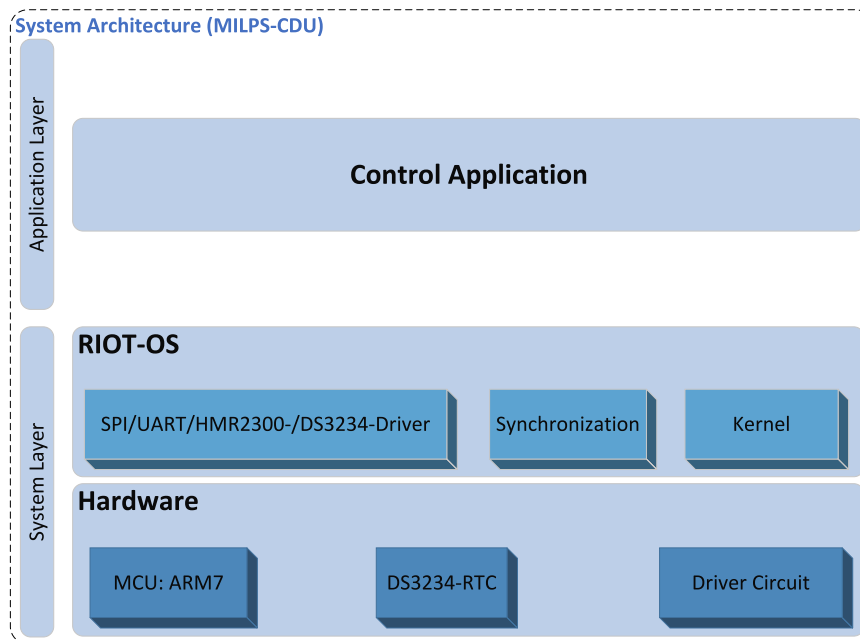 System Architecture (MILPS-CDU)
Application Layer
Control Application
System Layer
RIOT-OS
SPI/UART/HMR2300-/DS3234-Driver
Synchronization
Kernel
Hardware
MCU: ARM7
DS3234-RTC
Driver Circuit